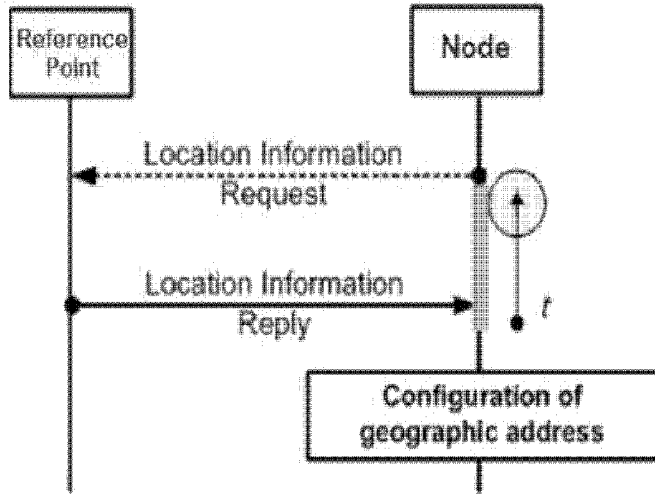 Reference
Point
Node
Location Information
Request
Location Information
Reply
t
Configuration of
geographic address